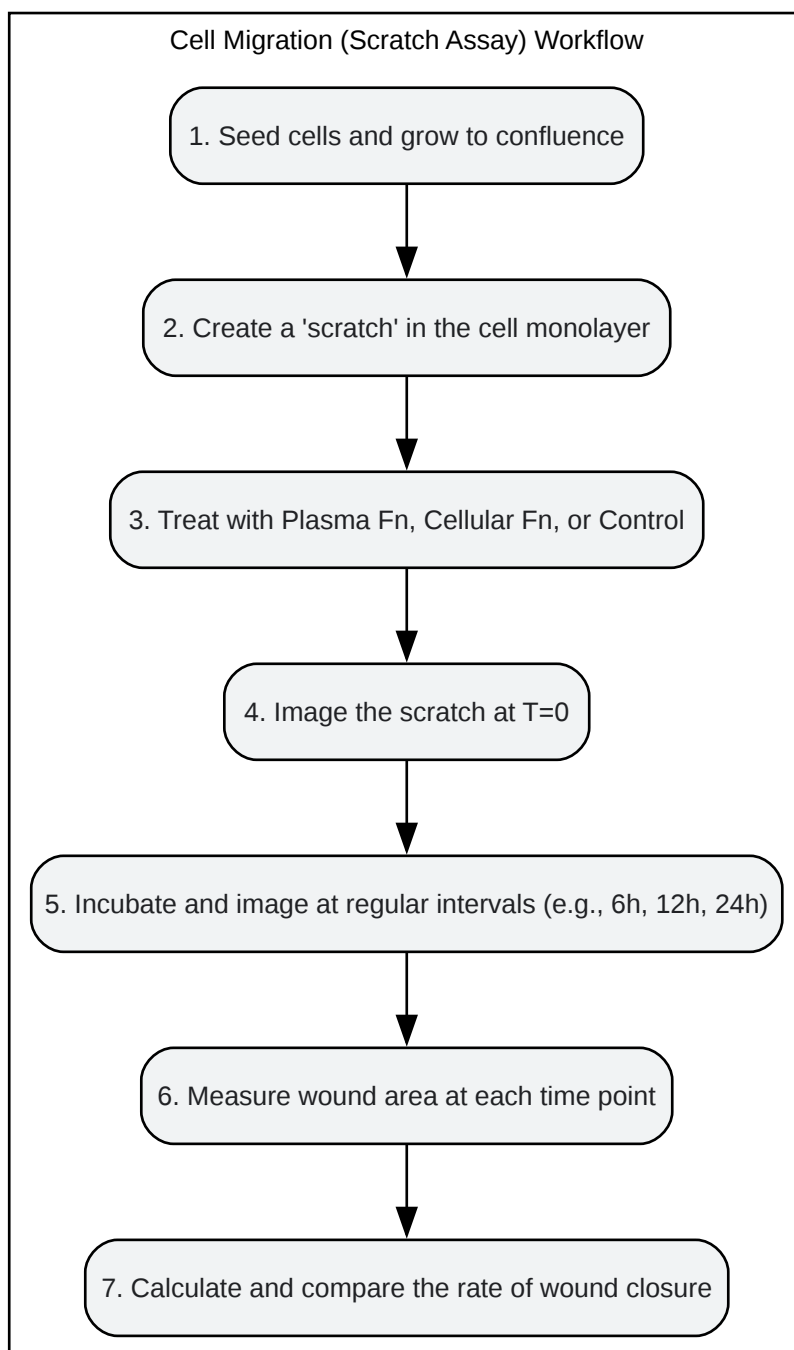 Cell Migration (Scratch Assay) Workflow
1. Seed cells and grow to confluence
2. Create a 'scratch' in the cell monolayer
3. Treat with Plasma Fn, Cellular Fn, or Control
4. Image the scratch at T=0
5. Incubate and image at regular intervals (e.g., 6h, 12h, 24h)
6. Measure wound area at each time point
7. Calculate and compare the rate of wound closure